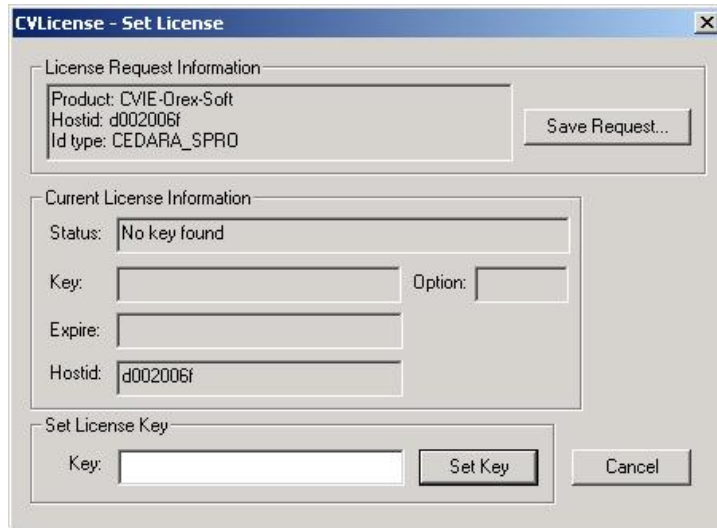 CVLicense - Set License
License Request Information
Product: CVIE-Orex-Soft
Hostid: d002006f
Id type: CEDARA_SPRO
Save Request...
Current License Information
Status: No key found
Key: Option:
Expire:
Hostid: d002006f
Set License Key
Key: Set Key Cancel